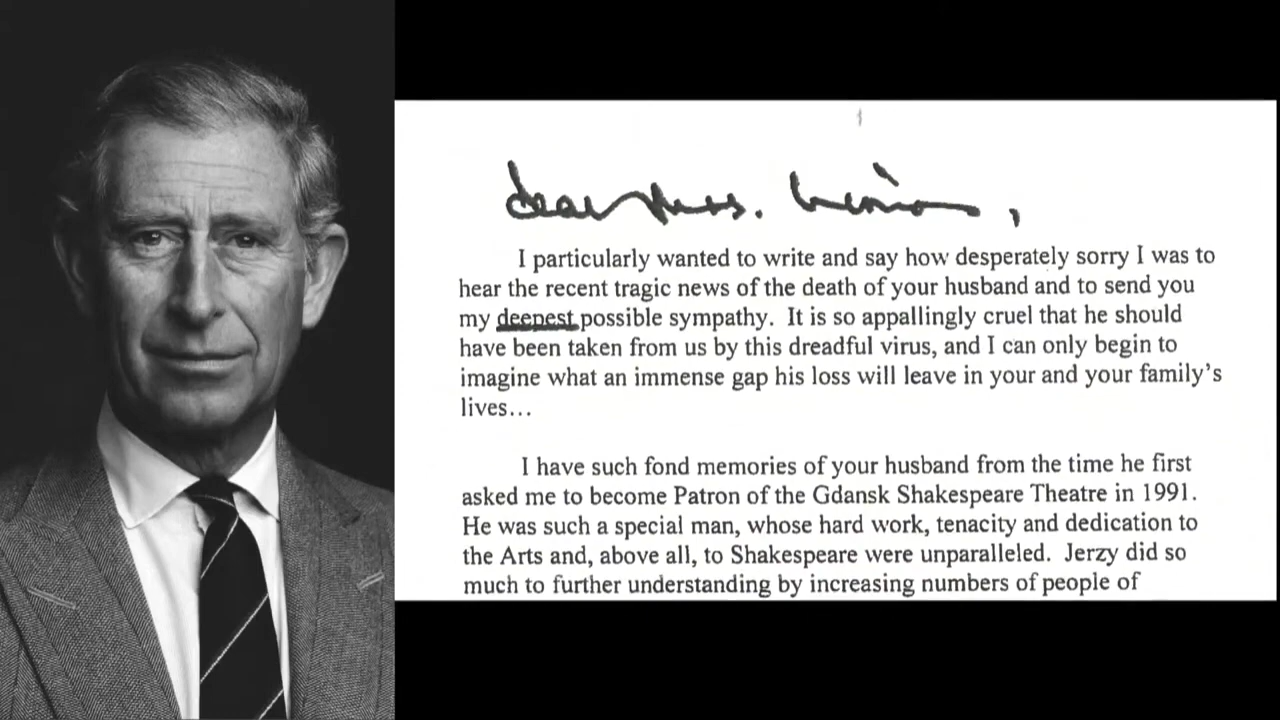 Dear Mrs. Limon,
I particularly wanted to write and say how desperately sorry I was to
hear the recent tragic news of the death of your husband and to send you
my deepest possible sympathy. It is so appallingly cruel that he should
have been taken from us by this dreadful virus, and I can only begin to
imagine what an immense gap his loss will leave in your and your family's
lives...
I have such fond memories of your husband from the time he first
asked me to become Patron of the Gdansk Shakespeare Theatre in 1991.
He was such a special man, whose hard work, tenacity and dedication to
the Arts and, above all, to Shakespeare were unparalleled. Jerzy did so
much to further understanding by increasing numbers of people of